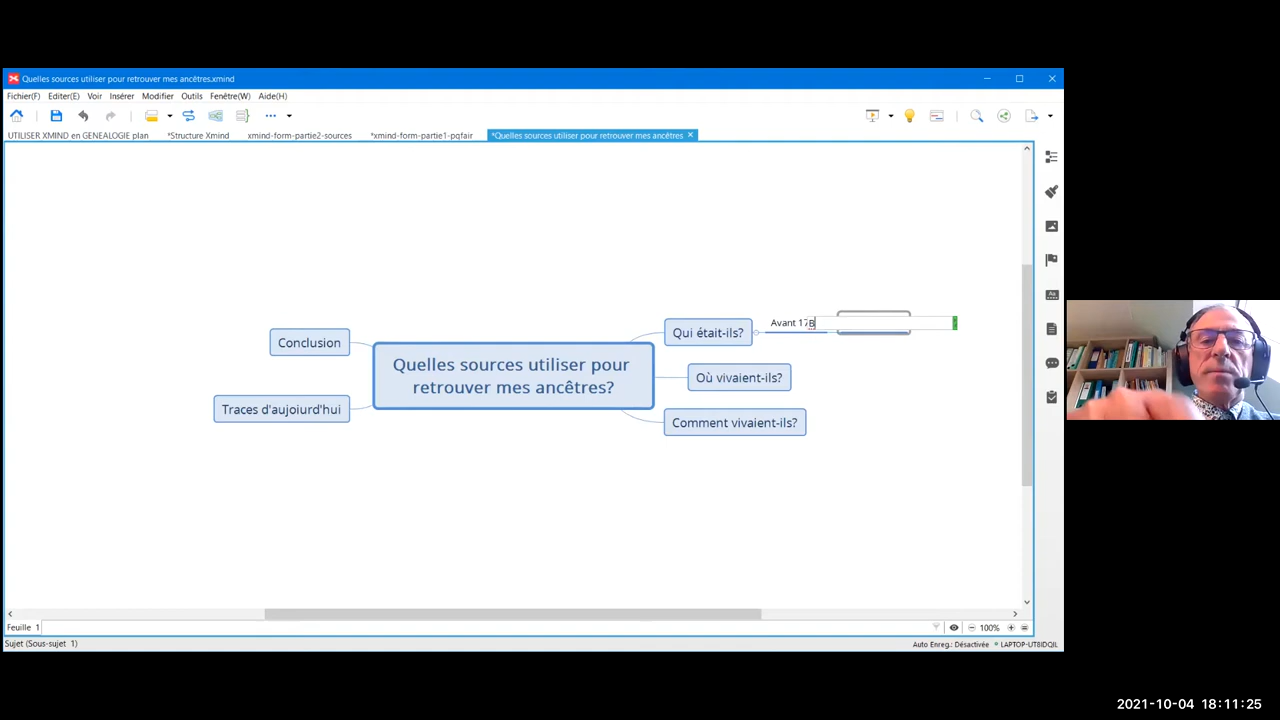 Quelles sources utiliser pour retrouver mes ancêtres.xmind
Fichier(F) Editer(E) Voir Insérer Modifier Outils Fenêtre(W) Aide(H)
UTILISER XMIND en GENEALOGIE plan *Structure Xmind xmind-form-partie2-sources *xmind-form-partie1-pqfair *Quelles sources utiliser pour retrouver mes ancêtres
Qui était-ils?
Avant 17
B
Conclusion
Quelles sources utiliser pour
retrouver mes ancêtres?
Où vivaient-ils?
Traces d'aujoiurd'hui
Comment vivaient-ils?
Feuille 1
100%
Sujet (Sous-sujet 1)
Auto Enreg.: Désactivée
LAPTOP-UT8IDQIL
2021-10-04 18:11:25